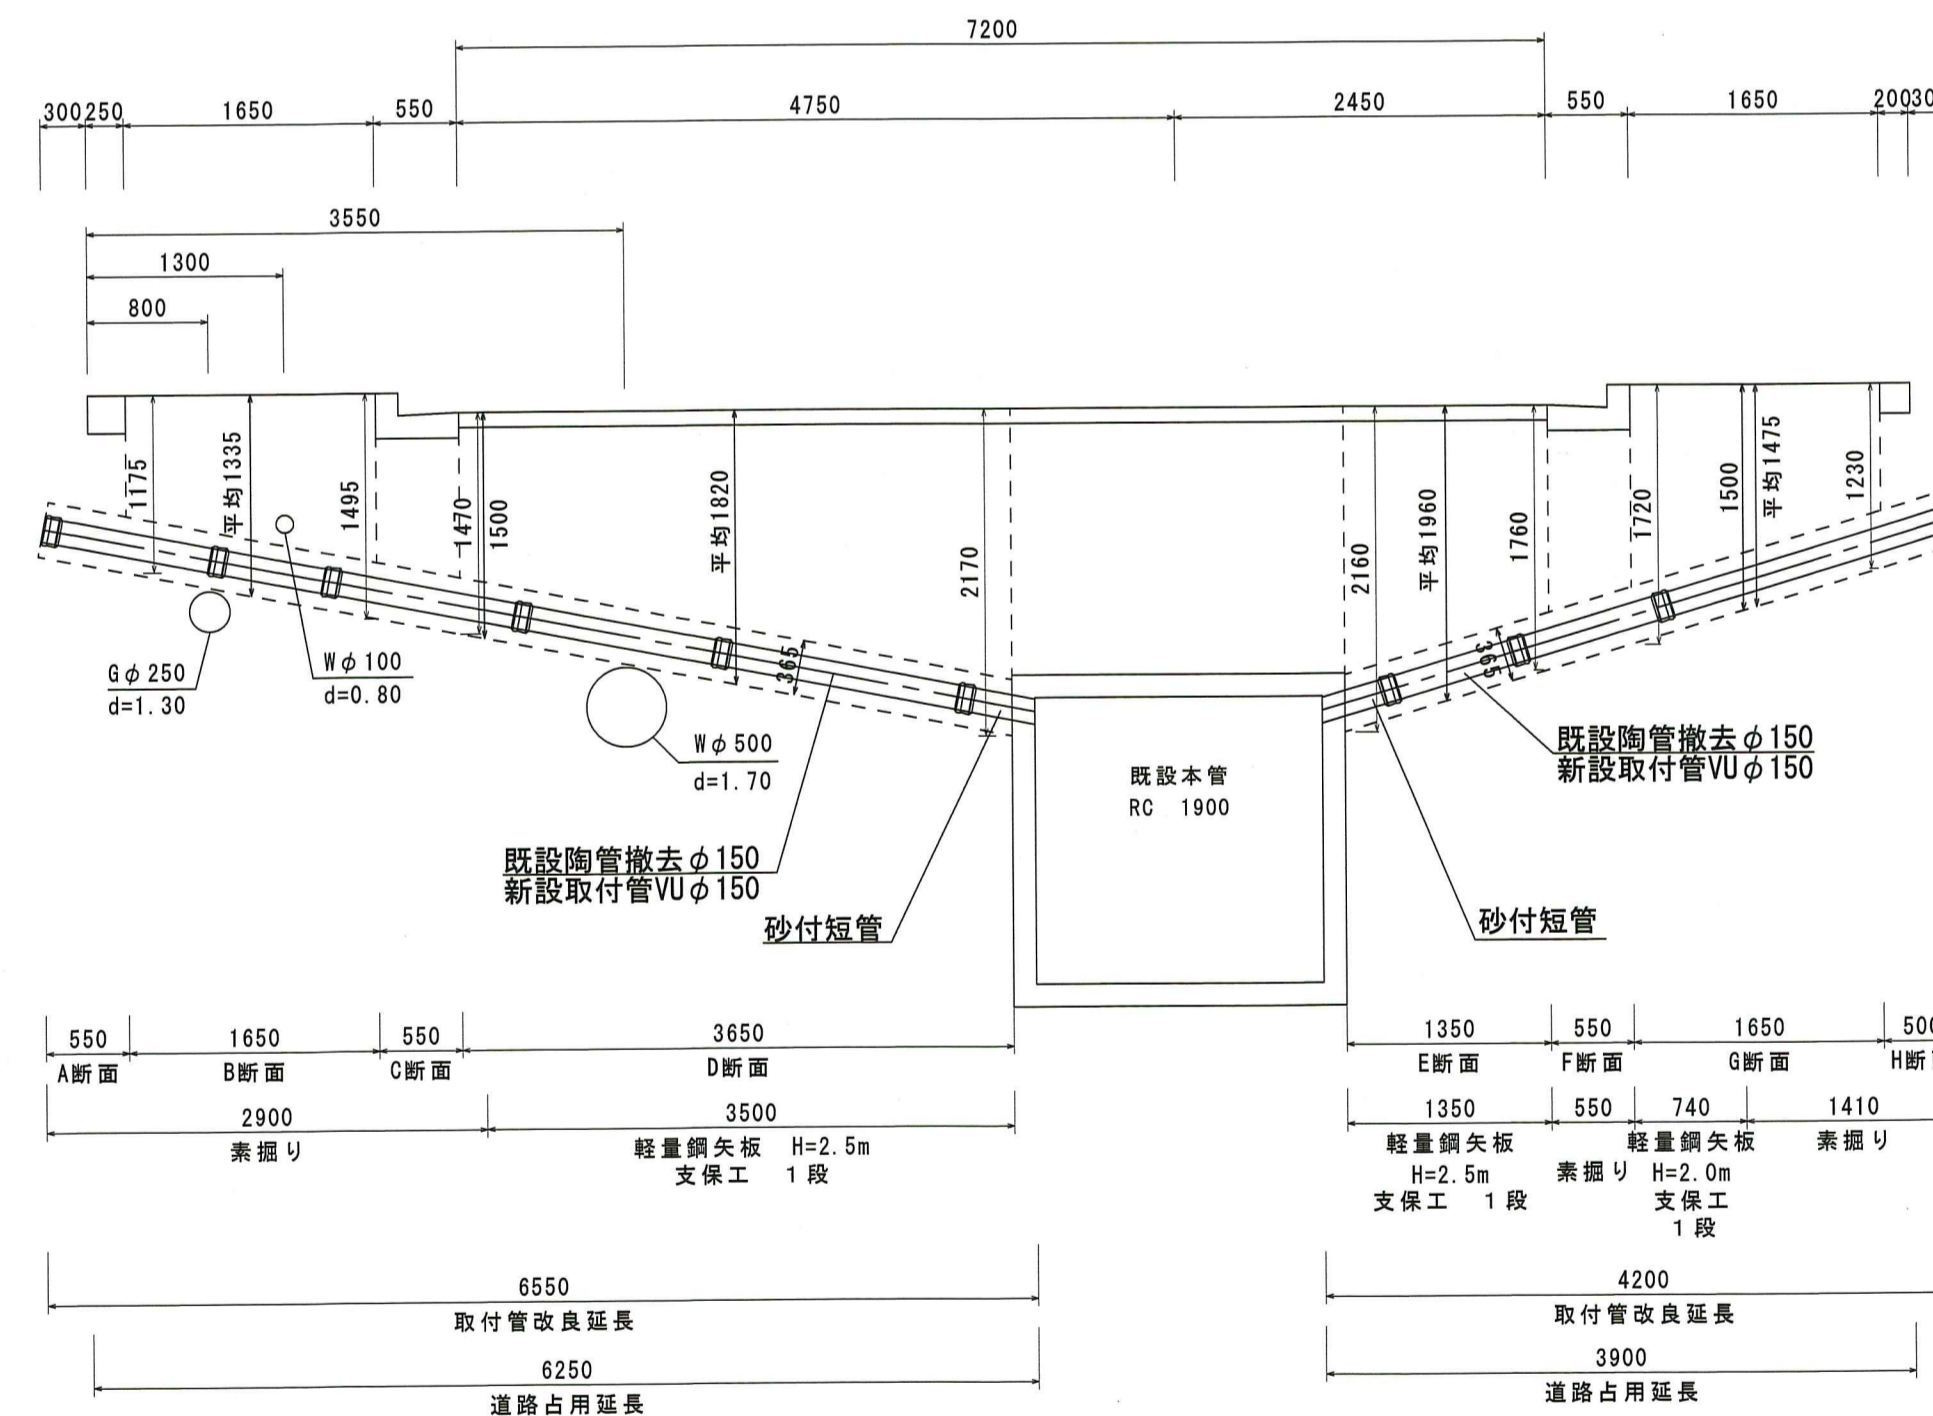 7200
300 250 1650 550 4750 2450 550 1650 200 30
3550
1300
800
1175
平均1335
1495
1470
1500
平均1820
2170
2160
平均1960
1760
1720
1500
平均1475
1230
365
365
Gφ250
d=1.30
Wφ100
d=0.80
Wφ500
d=1.70
既設陶管撤去φ150
新設取付管VUφ150
砂付短管
既設本管
RC 1900
既設陶管撤去φ150
新設取付管VUφ150
砂付短管
550 1650 550 3650 1350 550 1650 500
A断面 B断面 C断面 D断面 E断面 F断面 G断面 H断
2900 3500 1350 550 740 1410
素掘り
軽量鋼矢板 H=2.5m
支保工 1段
軽量鋼矢板
H=2.5m
支保工 1段
素掘り
軽量鋼矢板
H=2.0m
支保工
1段
素掘り
6550
取付管改良延長
4200
取付管改良延長
6250
道路占用延長
3900
道路占用延長